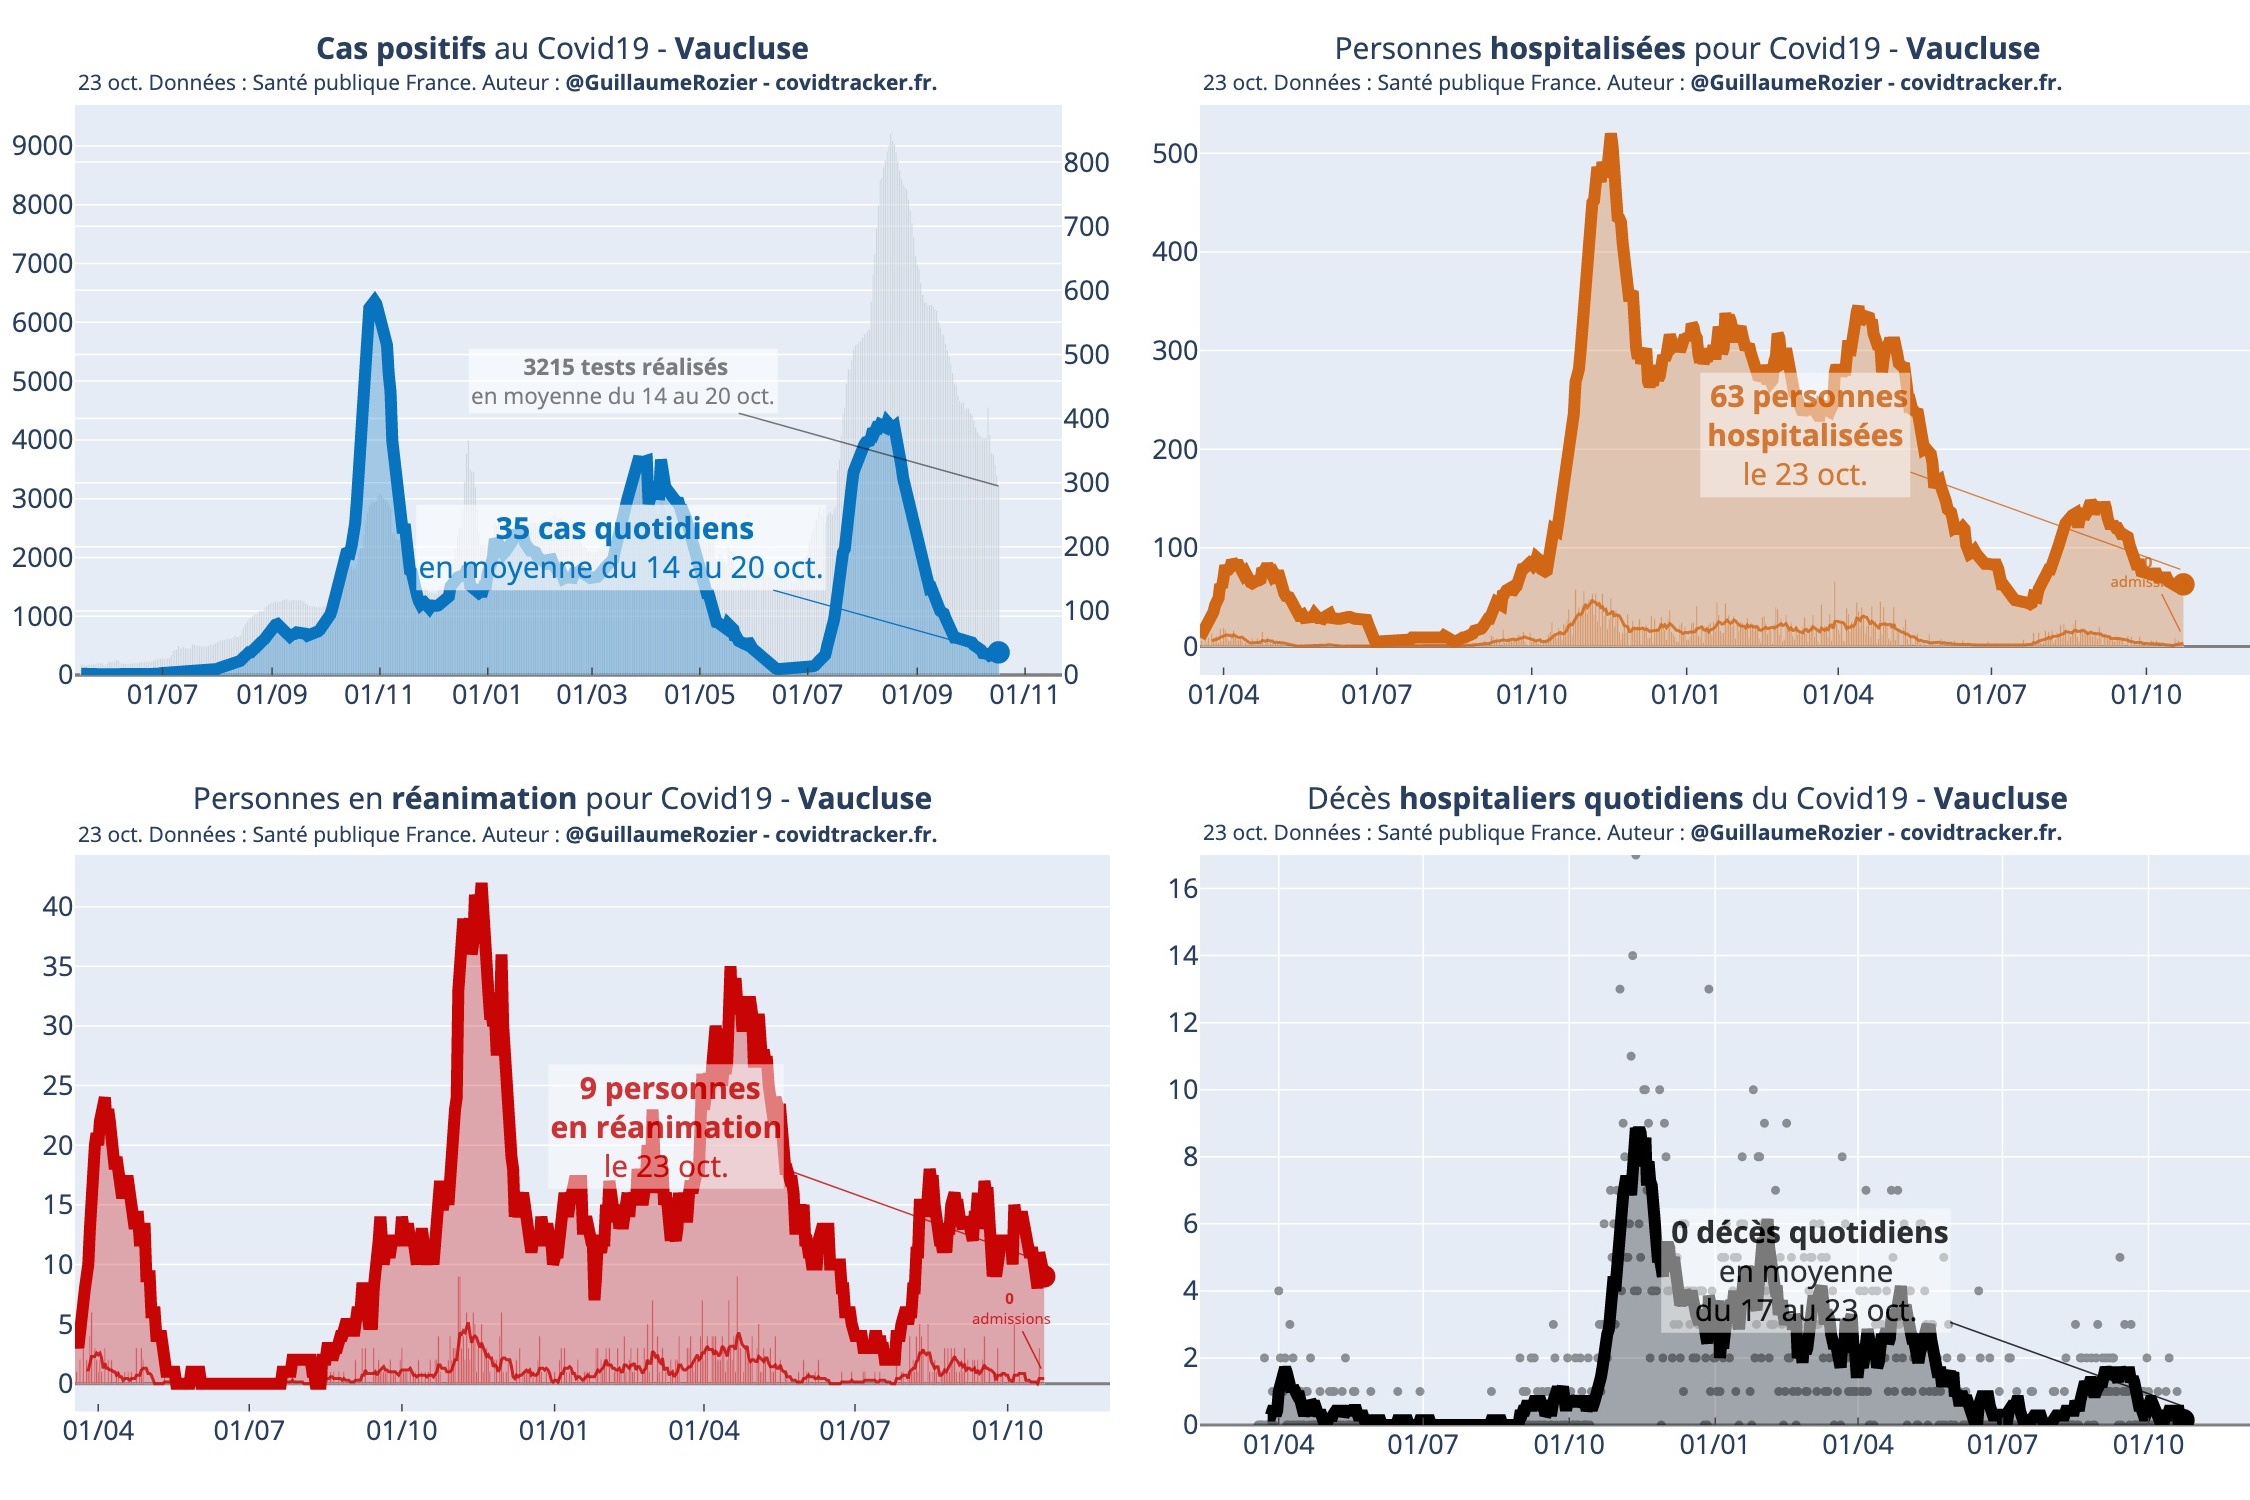 Cas positifs au Covid19 - Vaucluse
23 oct. Données : Santé publique France. Auteur : @GuillaumeRozier - covidtracker.fr.
9000
8000
7000
6000
5000
4000
3000
2000
1000
0
800
700
600
500
400
300
200
100
0
3215 tests réalisés
en moyenne du 14 au 20 oct.
35 cas quotidiens
en moyenne du 14 au 20 oct.
01/07 01/09 01/11 01/01 01/03 01/05 01/07 01/09 01/11
Personnes hospitalisées pour Covid19 - Vaucluse
23 oct. Données : Santé publique France. Auteur : @GuillaumeRozier - covidtracker.fr.
500
400
300
200
100
0
63 personnes
hospitalisées
le 23 oct.
01/04 01/07 01/10 01/01 01/04 01/07 01/10
Personnes en réanimation pour Covid19 - Vaucluse
23 oct. Données : Santé publique France. Auteur : @GuillaumeRozier - covidtracker.fr.
40
35
30
25
20
15
10
5
0
9 personnes
en réanimation
le 23 oct.
0
admissions
01/04 01/07 01/10 01/01 01/04 01/07 01/10
Décès hospitaliers quotidiens du Covid19 - Vaucluse
23 oct. Données : Santé publique France. Auteur : @GuillaumeRozier - covidtracker.fr.
16
14
12
10
8
6
4
2
0
0 décès quotidiens
en moyenne
du 17 au 23 oct.
01/04 01/07 01/10 01/01 01/04 01/07 01/10